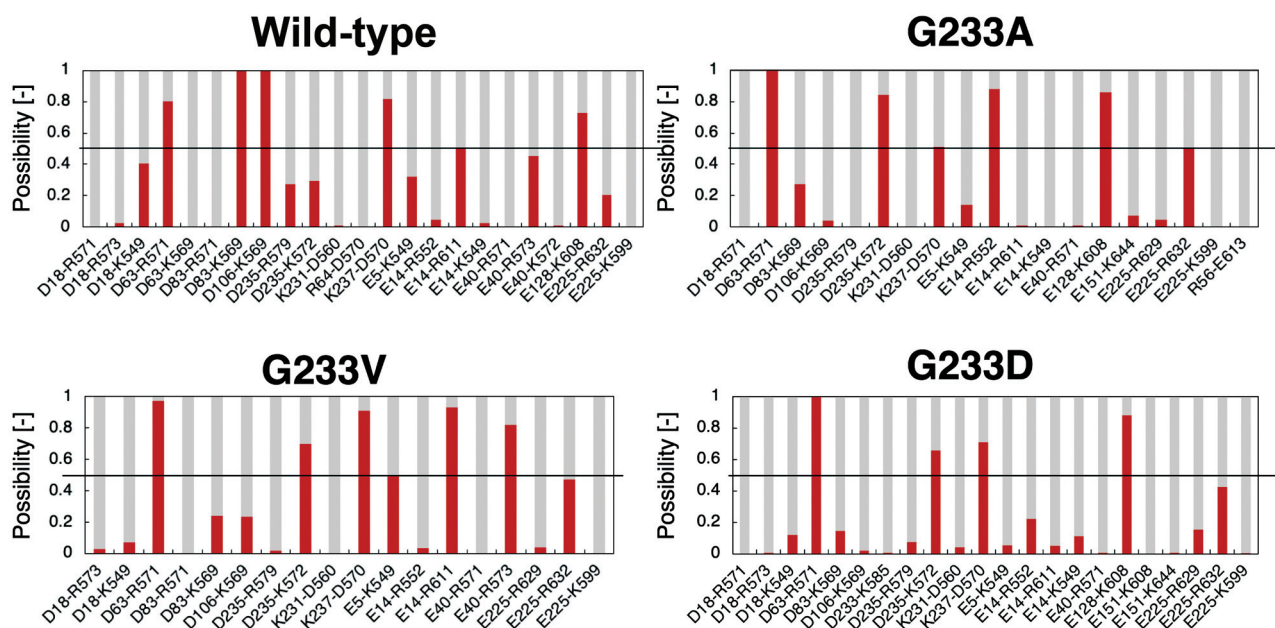 Wild-type
Possibility [-]
1
0.8
0.6
0.4
0.2
0
D18-R571
D18-R573
D18-K549
D63-R571
D63-K569
D83-R571
D83-K569
D106-K569
D235-R579
D235-K572
K231-D560
R64-D570
K237-D570
E5-K549
E14-R552
E14-R611
E14-K549
E40-R571
E40-R573
E40-K572
E128-K608
E225-R632
E225-K599
G233A
Possibility [-]
1
0.8
0.6
0.4
0.2
0
D18-R571
D63-R571
D83-K569
D106-K569
D235-R579
D235-K572
K231-D560
K237-D570
E5-K549
E14-R552
E14-R611
E14-K549
E40-R571
E128-K608
E151-K644
E225-R629
E225-R632
E225-K599
R56-E613
G233V
Possibility [-]
1
0.8
0.6
0.4
0.2
0
D18-R573
D18-K549
D63-R571
D83-R571
D83-K569
D106-K569
D235-R579
D235-K572
K231-D560
K237-D570
E5-K549
E14-R552
E14-R611
E40-R571
E40-R573
E225-R629
E225-R632
E225-K599
G233D
Possibility [-]
1
0.8
0.6
0.4
0.2
0
D18-R571
D18-R573
D18-K549
D63-R571
D83-K569
D106-K569
D233-K585
D235-R579
D235-K572
K231-D560
K237-D570
E5-K549
E14-R552
E14-R611
E14-K549
E40-R571
E128-K608
E151-K608
E151-K644
E225-R629
E225-R632
E225-K599